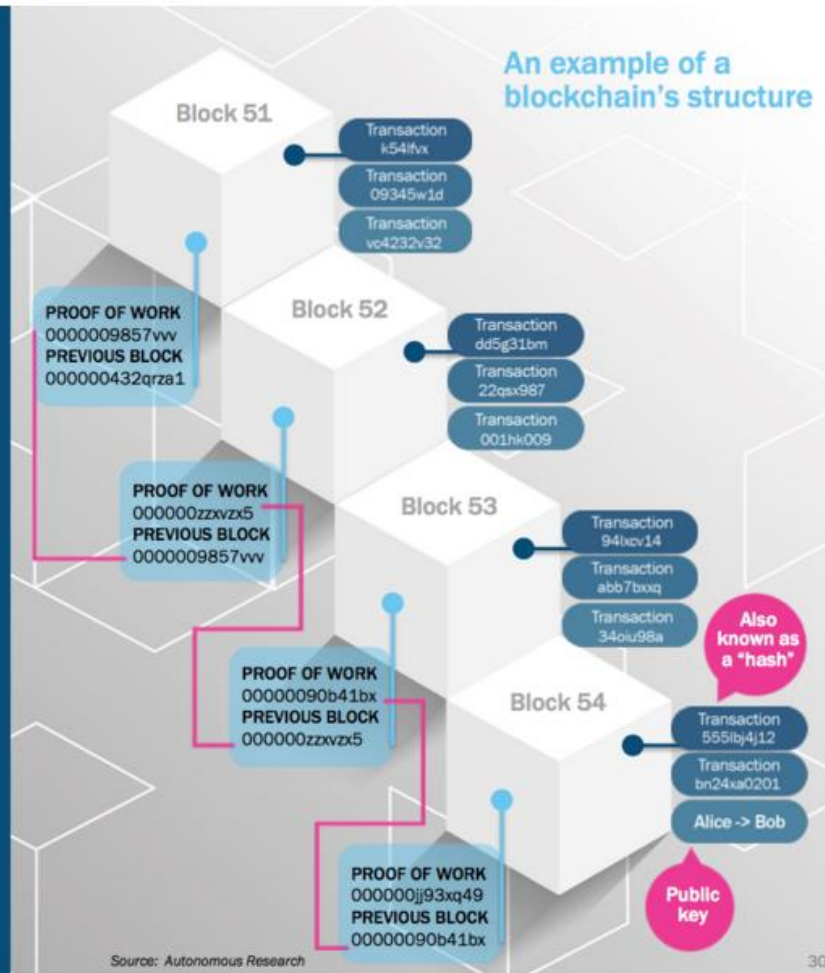 An example of a
blockchain's structure
Block 51
Transaction
k54lfvx
Transaction
09345w1d
Transaction
vc4232v32
PROOF OF WORK
0000009857vvv
PREVIOUS BLOCK
000000432qrza1
Block 52
Transaction
dd5g31bm
Transaction
22qsx987
Transaction
001hk009
PROOF OF WORK
000000zzxvzx5
PREVIOUS BLOCK
0000009857vvv
Block 53
Transaction
94lxcv14
Transaction
abb7bxxq
Transaction
34oiu98a
PROOF OF WORK
00000090b41bx
PREVIOUS BLOCK
000000zzxvzx5
Also
known as
a "hash"
Block 54
Transaction
555lbj4j12
Transaction
bn24xa0201
Alice -> Bob
Public
key
PROOF OF WORK
000000jj93xq49
PREVIOUS BLOCK
00000090b41bx
Source: Autonomous Research
30